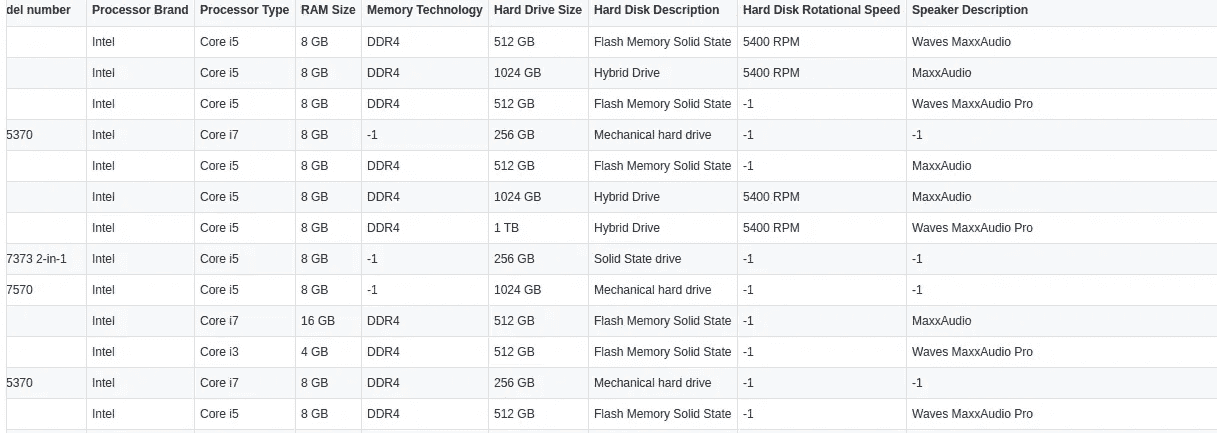 del number Processor Brand Processor Type RAM Size Memory Technology Hard Drive Size Hard Disk Description Hard Disk Rotational Speed Speaker Description
Intel Core i5 8 GB DDR4 512 GB Flash Memory Solid State 5400 RPM Waves MaxxAudio
Intel Core i5 8 GB DDR4 1024 GB Hybrid Drive 5400 RPM MaxxAudio
Intel Core i5 8 GB DDR4 512 GB Flash Memory Solid State -1 Waves MaxxAudio Pro
5370 Intel Core i7 8 GB -1 256 GB Mechanical hard drive -1 -1
Intel Core i5 8 GB DDR4 512 GB Flash Memory Solid State -1 MaxxAudio
Intel Core i5 8 GB DDR4 1024 GB Hybrid Drive 5400 RPM MaxxAudio
Intel Core i5 8 GB DDR4 1 TB Hybrid Drive 5400 RPM Waves MaxxAudio Pro
7373 2-in-1 Intel Core i5 8 GB -1 256 GB Solid State drive -1 -1
7570 Intel Core i5 8 GB -1 1024 GB Mechanical hard drive -1 -1
Intel Core i7 16 GB DDR4 512 GB Flash Memory Solid State -1 MaxxAudio
Intel Core i3 4 GB DDR4 512 GB Flash Memory Solid State -1 Waves MaxxAudio Pro
5370 Intel Core i7 8 GB DDR4 256 GB Mechanical hard drive -1 -1
Intel Core i5 8 GB DDR4 512 GB Flash Memory Solid State -1 Waves MaxxAudio Pro